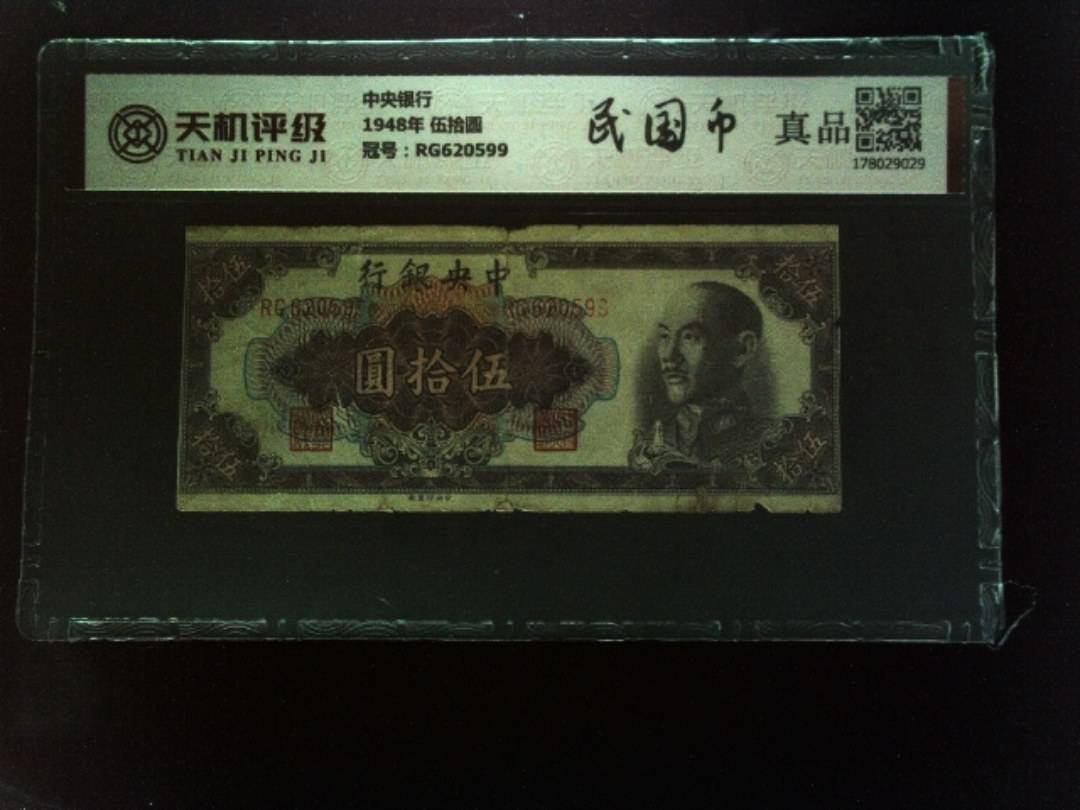 天机评级
TIAN JI PING JI
中央银行
1948年 伍拾圆
冠号：RG620599
民国币
真品
178029029
伍拾
行銀央中
拾伍
圓拾伍
拾伍
拾伍